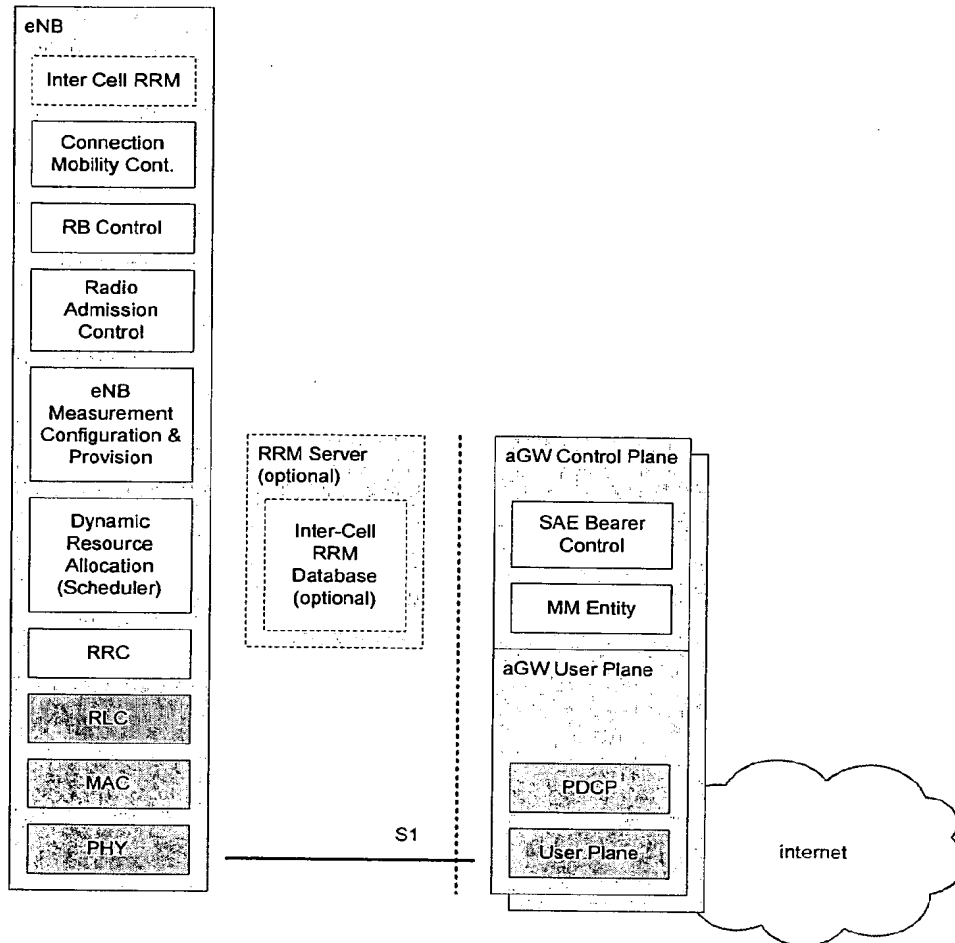 eNB
Inter Cell RRM
Connection
Mobility Cont.
RB Control
Radio
Admission
Control
eNB
Measurement
Configuration &
Provision
Dynamic
Resource
Allocation
(Scheduler)
RRC
RLC
MAC
PHY
RRM Server
(optional)
Inter-Cell
RRM
Database
(optional)
S1
aGW Control Plane
SAE Bearer
Control
MM Entity
aGW User Plane
PDCP
User Plane
internet